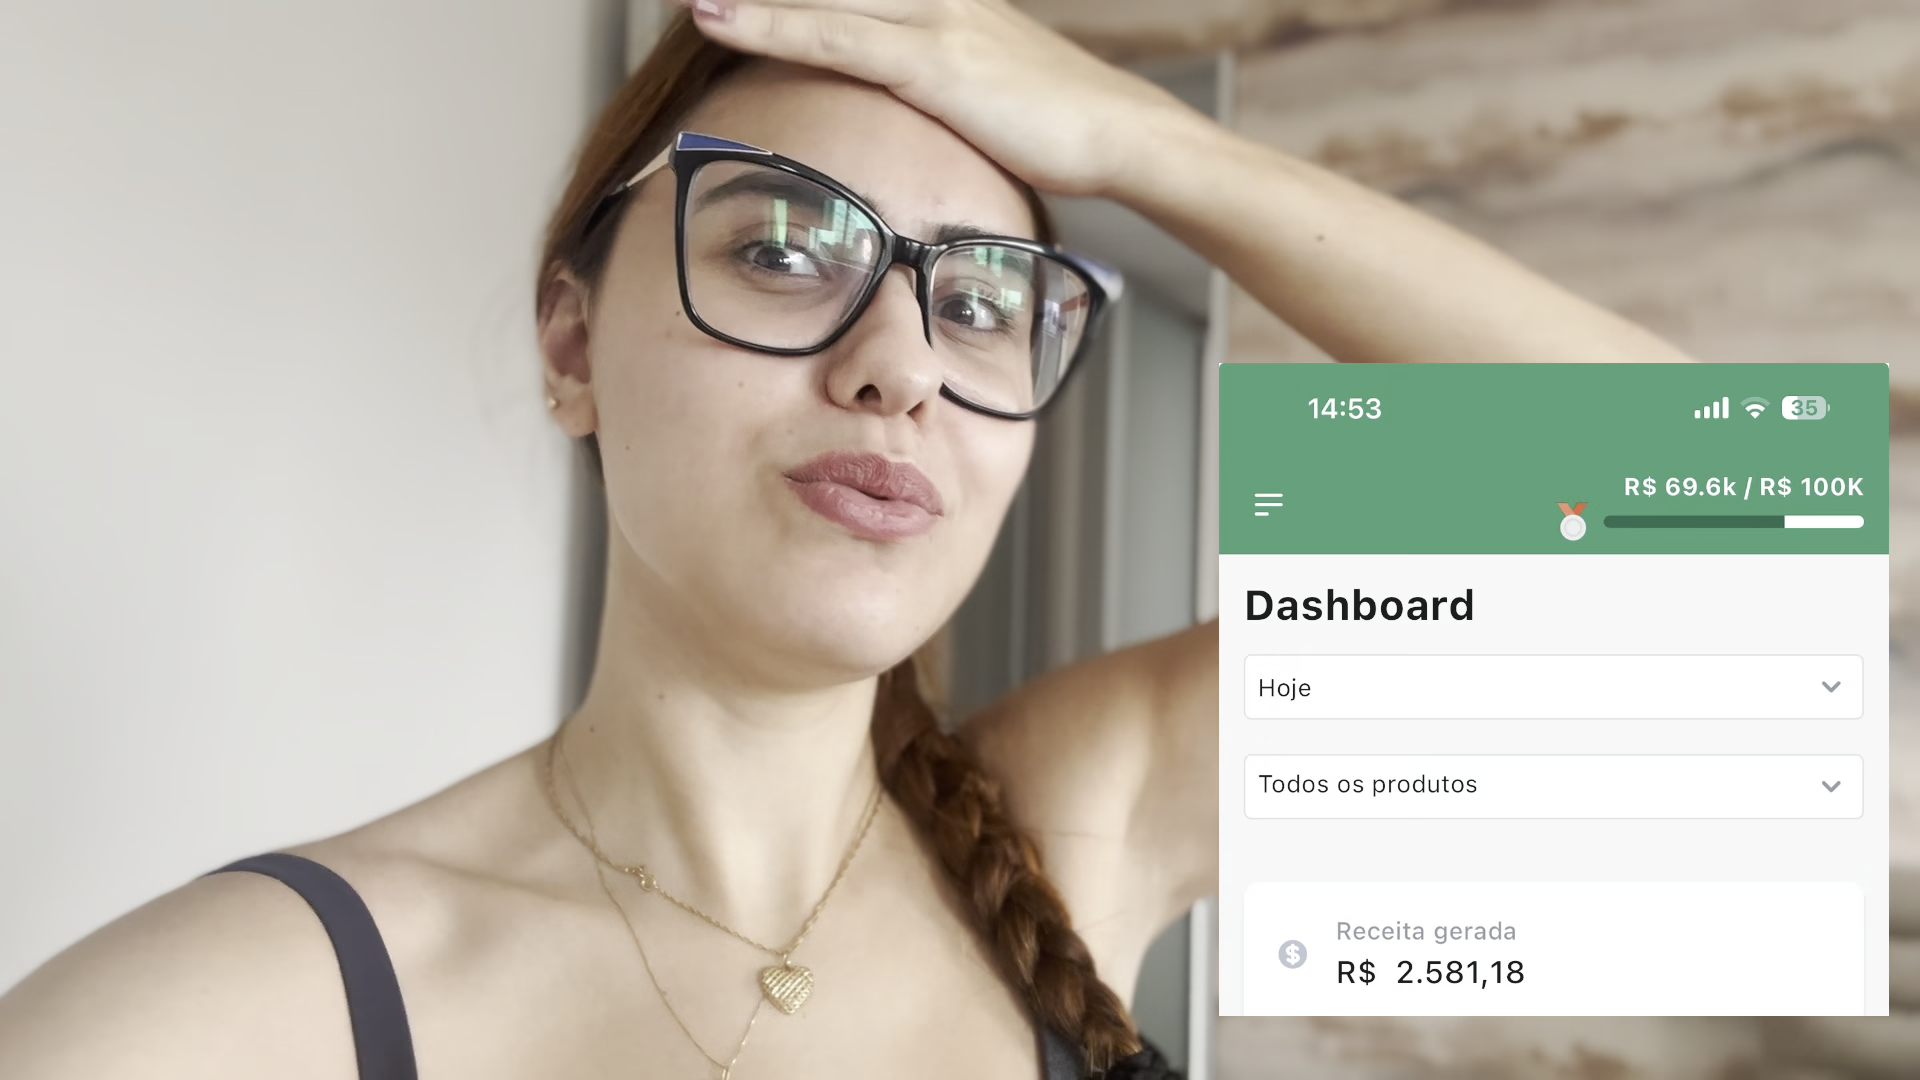 14:53
35
R$ 69.6k / R$ 100K
Dashboard
Hoje
Todos os produtos
Receita gerada
R$ 2.581,18